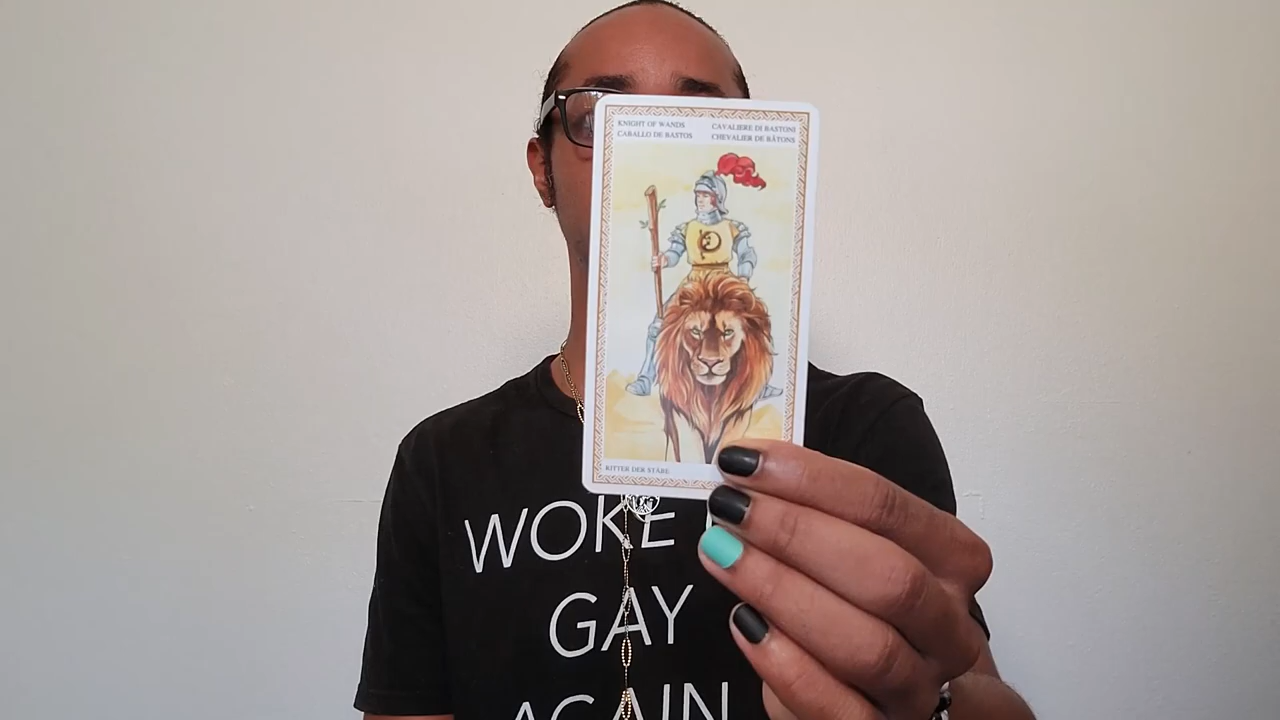 KNIGHT OF WANDS
CABALLO DE BASTOS
CAVALIERE DI BASTONI
CHEVALIER DE BÂTONS
RITTER DER STÄBE
WOKE
GAY
AGAIN